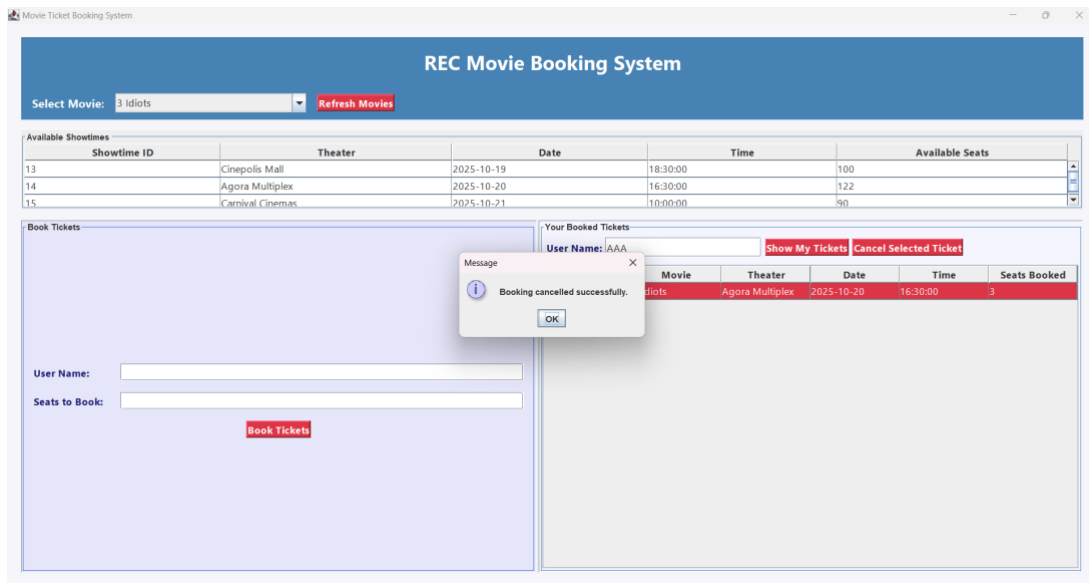 Movie Ticket Booking System
REC Movie Booking System
Select Movie: 3 Idiots Refresh Movies
Available Showtimes
Showtime ID Theater Date Time Available Seats
13 Cinepolis Mall 2025-10-19 18:30:00 100
14 Agora Multiplex 2025-10-20 16:30:00 122
15 Carnival Cinemas 2025-10-21 10:00:00 90
Book Tickets
User Name:
Seats to Book:
Book Tickets
Your Booked Tickets
User Name: AAA Show My Tickets Cancel Selected Ticket
Movie Theater Date Time Seats Booked
diots Agora Multiplex 2025-10-20 16:30:00 3
Message
Booking cancelled successfully.
OK